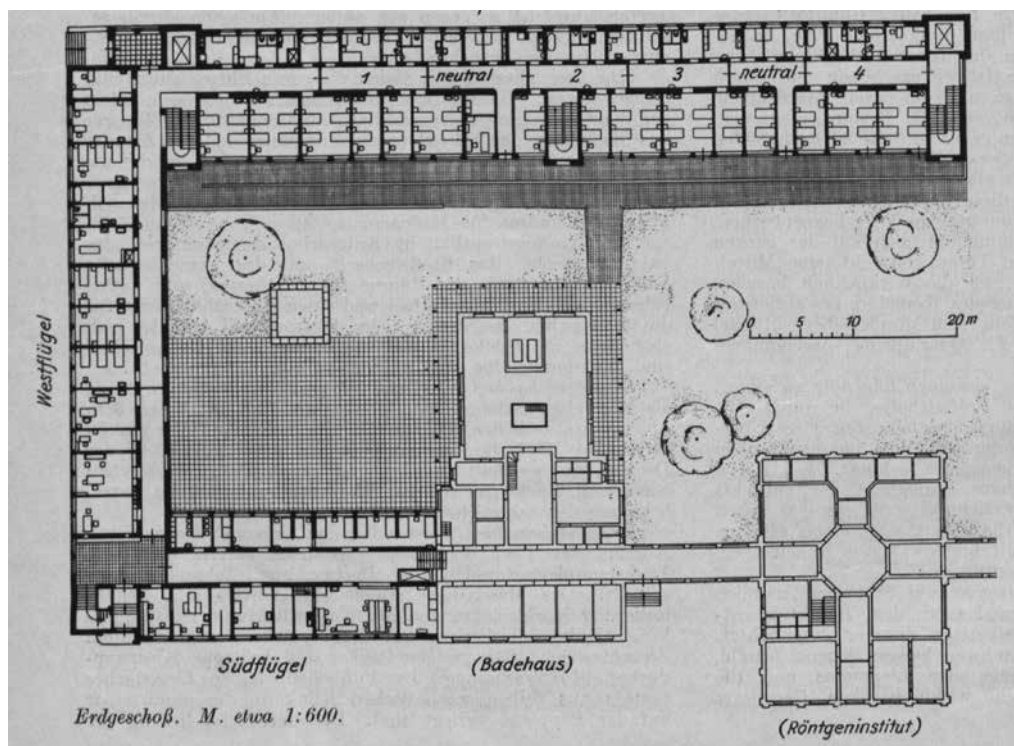 1 neutral 2 3 neutral 4
0 5 10 20 m
Westflügel
Südflügel
(Badehaus)
(Röntgeninstitut)
Erdgeschoß. M. etwa 1:600.